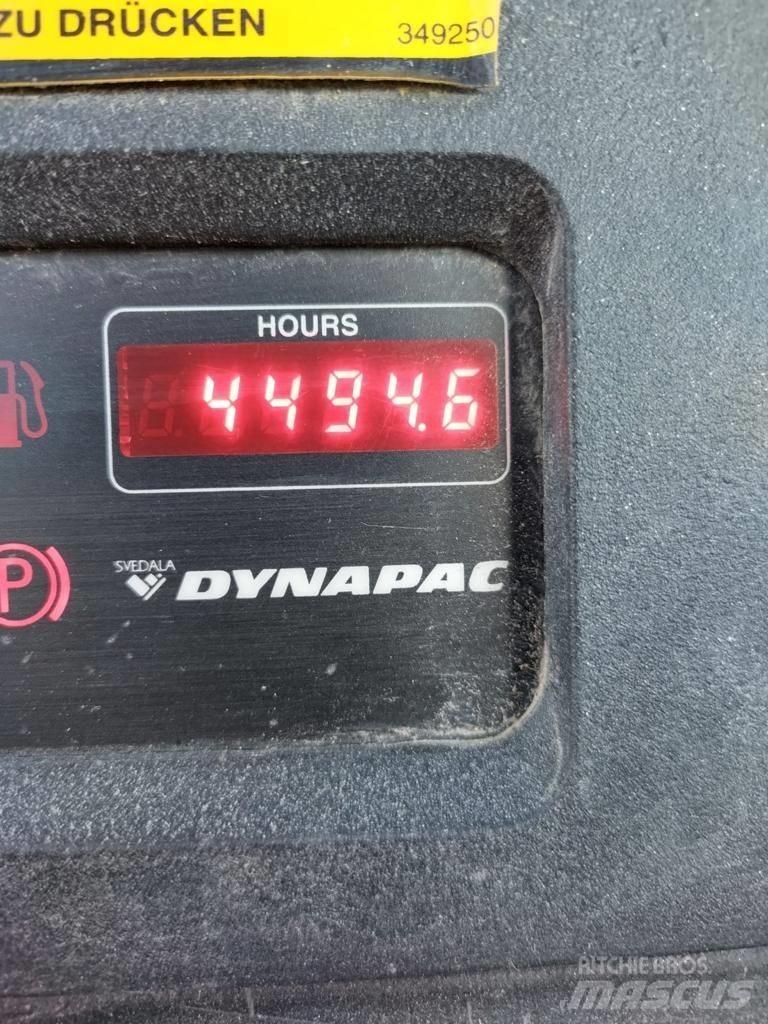 ZU DRÜCKEN
349250
HOURS
4494.6
SVEDALA
DYNAPAC
P
RITCHIE BROS.
MASCUS